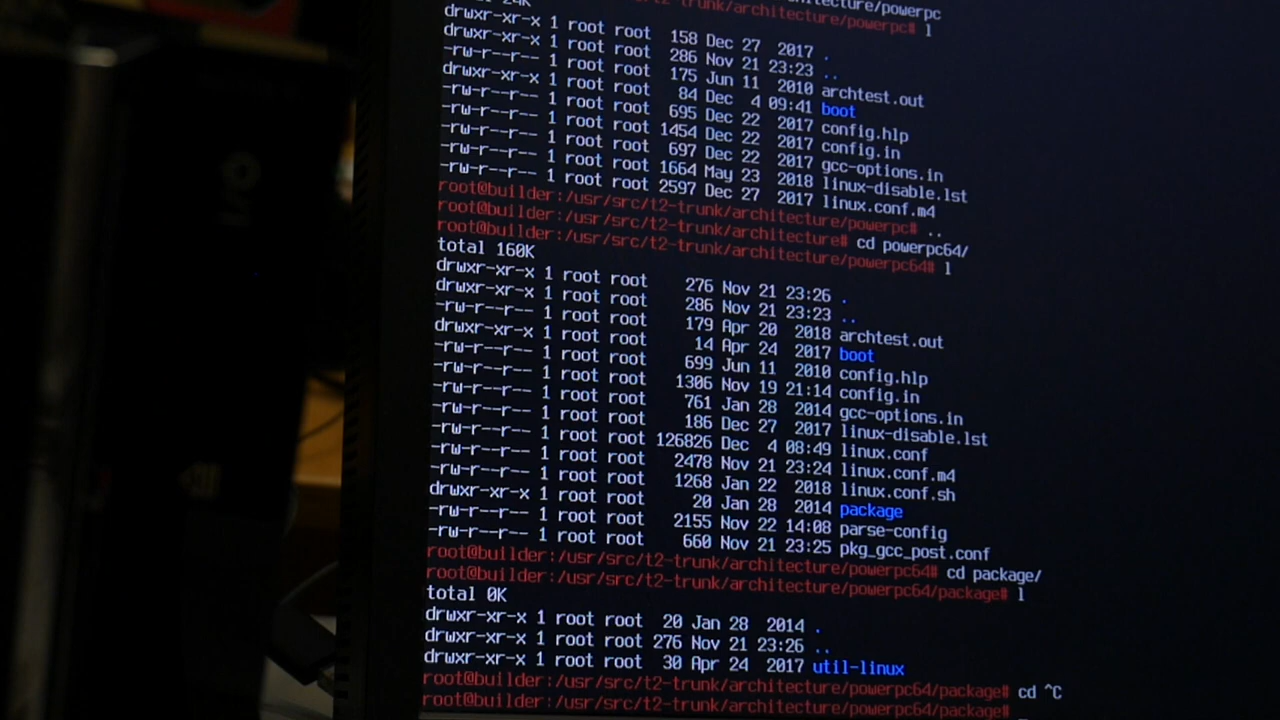 /architecture/powerpc
/t2-trunk/architecture/powerpc# l
24K
drwxr-xr-x 1 root root  158 Dec 27  2017 .
drwxr-xr-x 1 root root  286 Nov 21 23:23 ..
-rw-r--r-- 1 root root  175 Jun 11  2010 archtest.out
drwxr-xr-x 1 root root   84 Dec  4 09:41 boot
-rw-r--r-- 1 root root  695 Dec 22  2017 config.hlp
-rw-r--r-- 1 root root 1454 Dec 22  2017 config.in
-rw-r--r-- 1 root root  697 Dec 22  2017 gcc-options.in
-rw-r--r-- 1 root root 1664 May 23  2018 linux-disable.lst
-rw-r--r-- 1 root root 2597 Dec 27  2017 linux.conf.m4
root@builder:/usr/src/t2-trunk/architecture/powerpc# ..
root@builder:/usr/src/t2-trunk/architecture# cd powerpc64/
root@builder:/usr/src/t2-trunk/architecture/powerpc64# l
total 160K
drwxr-xr-x 1 root root    276 Nov 21 23:26 .
drwxr-xr-x 1 root root    286 Nov 21 23:23 ..
-rw-r--r-- 1 root root    179 Apr 20  2018 archtest.out
drwxr-xr-x 1 root root     14 Apr 24  2017 boot
-rw-r--r-- 1 root root    699 Jun 11  2010 config.hlp
-rw-r--r-- 1 root root   1306 Nov 19 21:14 config.in
-rw-r--r-- 1 root root    761 Jan 28  2014 gcc-options.in
-rw-r--r-- 1 root root    186 Dec 27  2017 linux-disable.lst
-rw-r--r-- 1 root root 126826 Dec  4 08:49 linux.conf
-rw-r--r-- 1 root root   2478 Nov 21 23:24 linux.conf.m4
-rw-r--r-- 1 root root   1268 Jan 22  2018 linux.conf.sh
drwxr-xr-x 1 root root     20 Jan 28  2014 package
-rw-r--r-- 1 root root   2155 Nov 22 14:08 parse-config
-rw-r--r-- 1 root root    660 Nov 21 23:25 pkg_gcc_post.conf
root@builder:/usr/src/t2-trunk/architecture/powerpc64# cd package/
root@builder:/usr/src/t2-trunk/architecture/powerpc64/package# l
total 0K
drwxr-xr-x 1 root root  20 Jan 28  2014 .
drwxr-xr-x 1 root root 276 Nov 21 23:26 ..
drwxr-xr-x 1 root root  30 Apr 24  2017 util-linux
root@builder:/usr/src/t2-trunk/architecture/powerpc64/package# cd ^C
root@builder:/usr/src/t2-trunk/architecture/powerpc64/package#